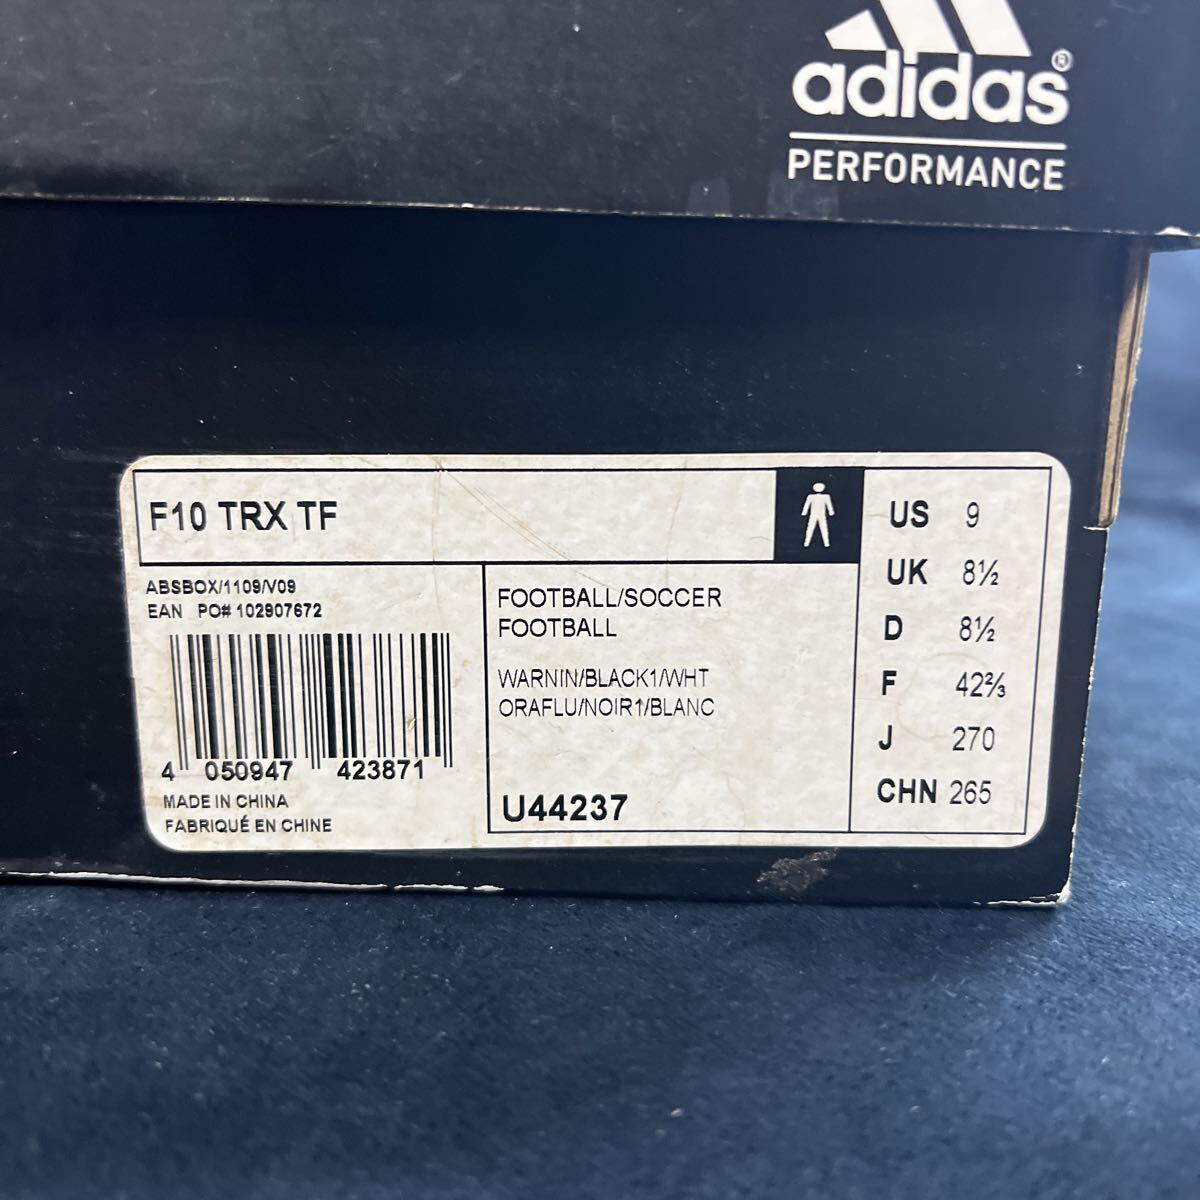 adidas®
PERFORMANCE
F10 TRX TF
ABSBOX/1109/V09
EAN PO# 102907672
4 050947 423871
MADE IN CHINA
FABRIQUÉ EN CHINE
FOOTBALL/SOCCER
FOOTBALL
WARNIN/BLACK1/WHT
ORAFLU/NOIR1/BLANC
U44237
US 9
UK 8½
D 8½
F 42⅔
J 270
CHN 265